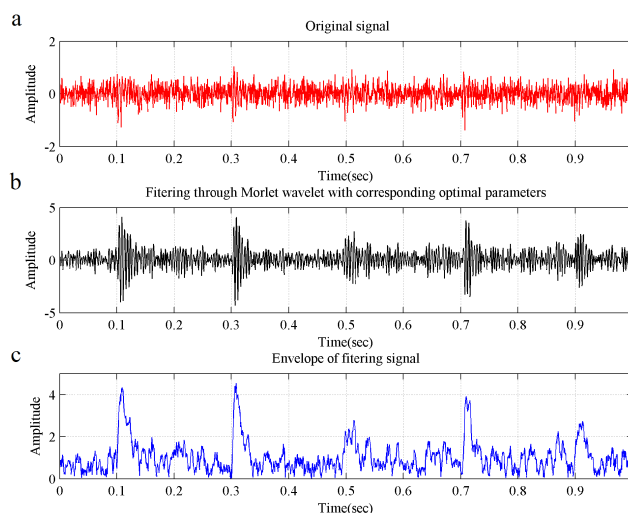 a
Original signal
2
0
-2
Amplitude
0 0.1 0.2 0.3 0.4 0.5 0.6 0.7 0.8 0.9
Time(sec)
b
Fitering through Morlet wavelet with corresponding optimal parameters
5
0
-5
Amplitude
0 0.1 0.2 0.3 0.4 0.5 0.6 0.7 0.8 0.9
Time(sec)
c
Envelope of fitering signal
4
2
0
Amplitude
0 0.1 0.2 0.3 0.4 0.5 0.6 0.7 0.8 0.9
Time(sec)